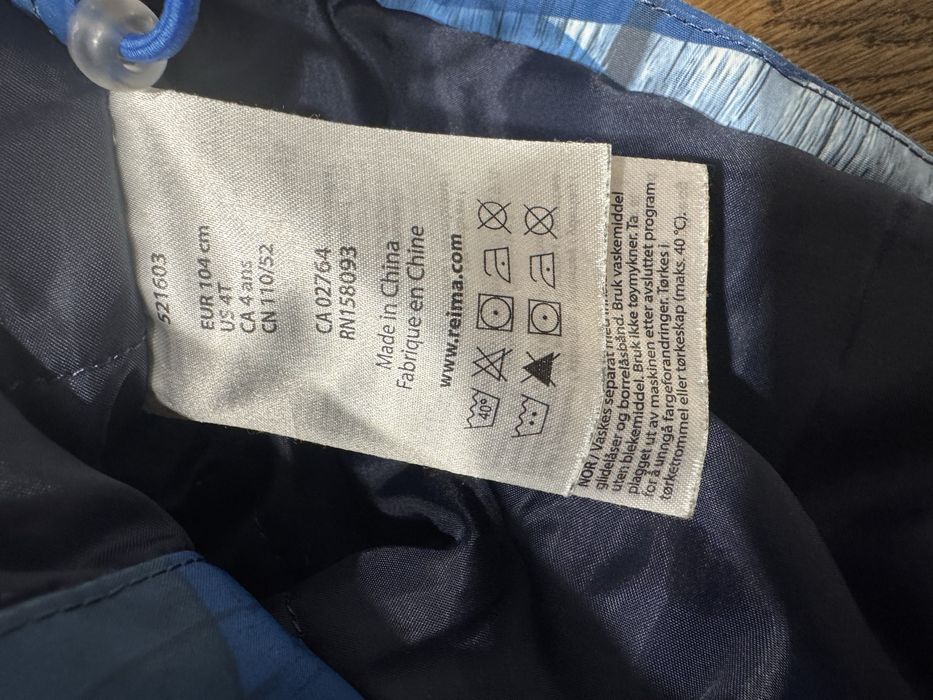 521603
EUR 104 cm
US 4T
CA 4 ans
CN 110/52
CA 02764
RN158093
Made in China
Fabrique en Chine
www.reima.com
40°
NOR / Vaskes separat med
glidelåser og borrelåsbånd. Bruk vaskemiddel
uten blekemiddel. Bruk ikke tøymykner. Ta
plagget ut av maskinen etter avsluttet program
for å unngå fargeforandringer. Tørkes i
tørketrommel eller tørkeskap (maks. 40 °C).